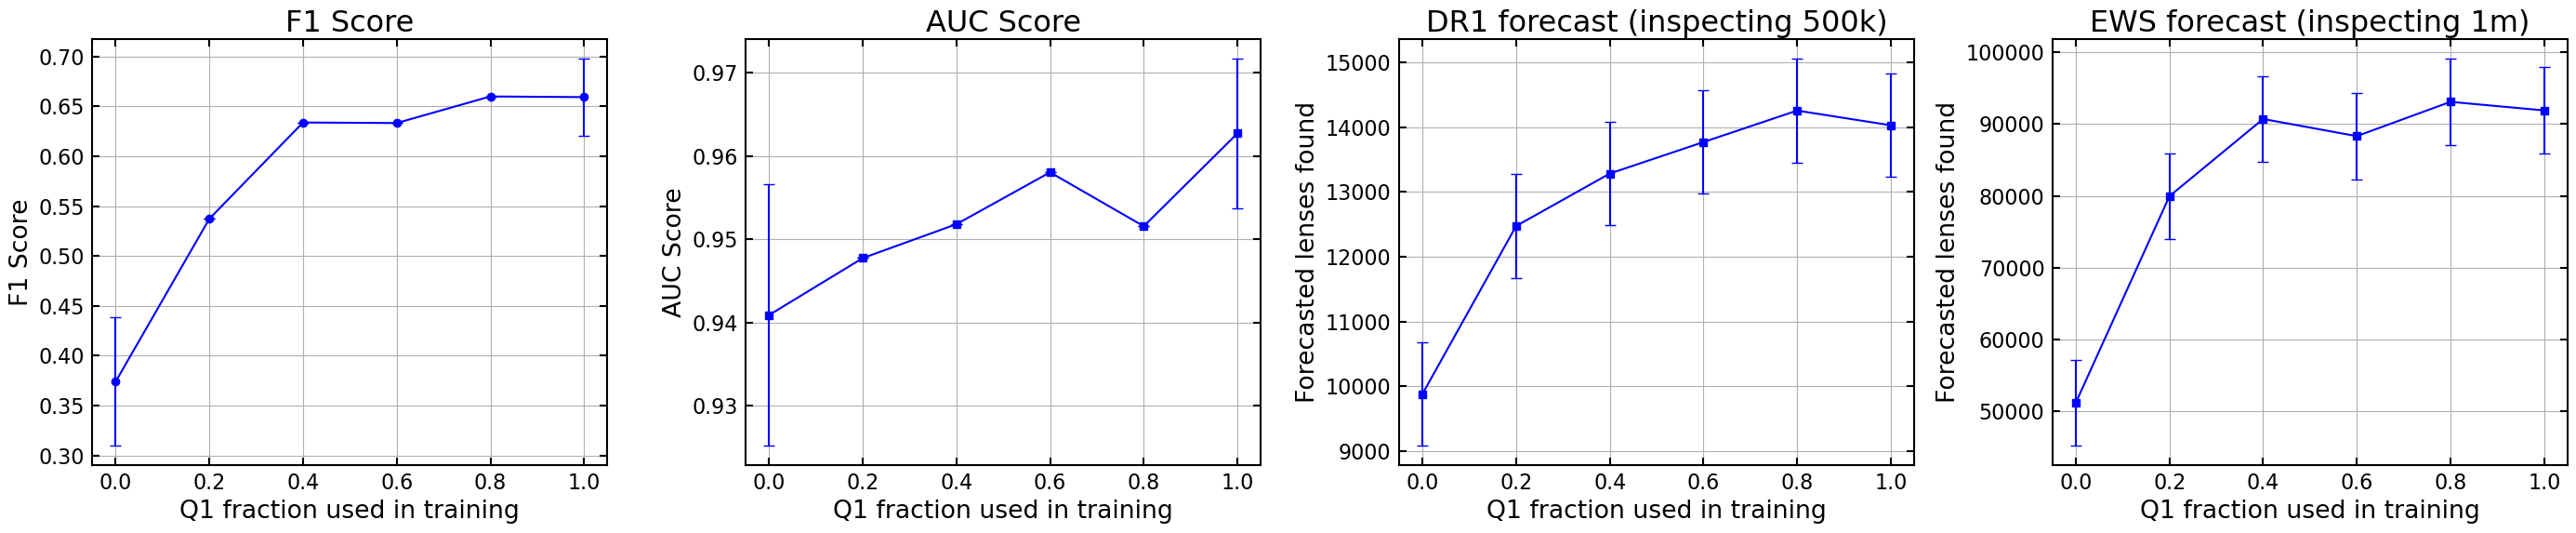 F1 Score
F1 Score
0.70
0.65
0.60
0.55
0.50
0.45
0.40
0.35
0.30
0.0 0.2 0.4 0.6 0.8 1.0
Q1 fraction used in training
AUC Score
AUC Score
0.97
0.96
0.95
0.94
0.93
0.0 0.2 0.4 0.6 0.8 1.0
Q1 fraction used in training
DR1 forecast (inspecting 500k)
Forecasted lenses found
15000
14000
13000
12000
11000
10000
9000
0.0 0.2 0.4 0.6 0.8 1.0
Q1 fraction used in training
EWS forecast (inspecting 1m)
Forecasted lenses found
100000
90000
80000
70000
60000
50000
0.0 0.2 0.4 0.6 0.8 1.0
Q1 fraction used in training